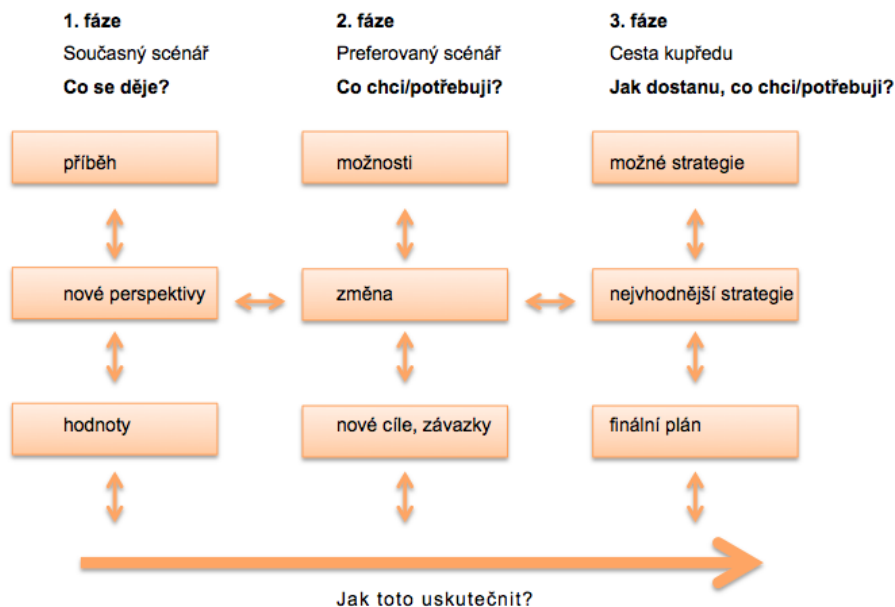 1. fáze
Současný scénář
Co se děje?
2. fáze
Preferovaný scénář
Co chci/potřebuji?
3. fáze
Cesta kupředu
Jak dostanu, co chci/potřebuji?
příběh
možnosti
možné strategie
nové perspektivy
změna
nejvhodnější strategie
hodnoty
nové cíle, závazky
finální plán
Jak toto uskutečnit?